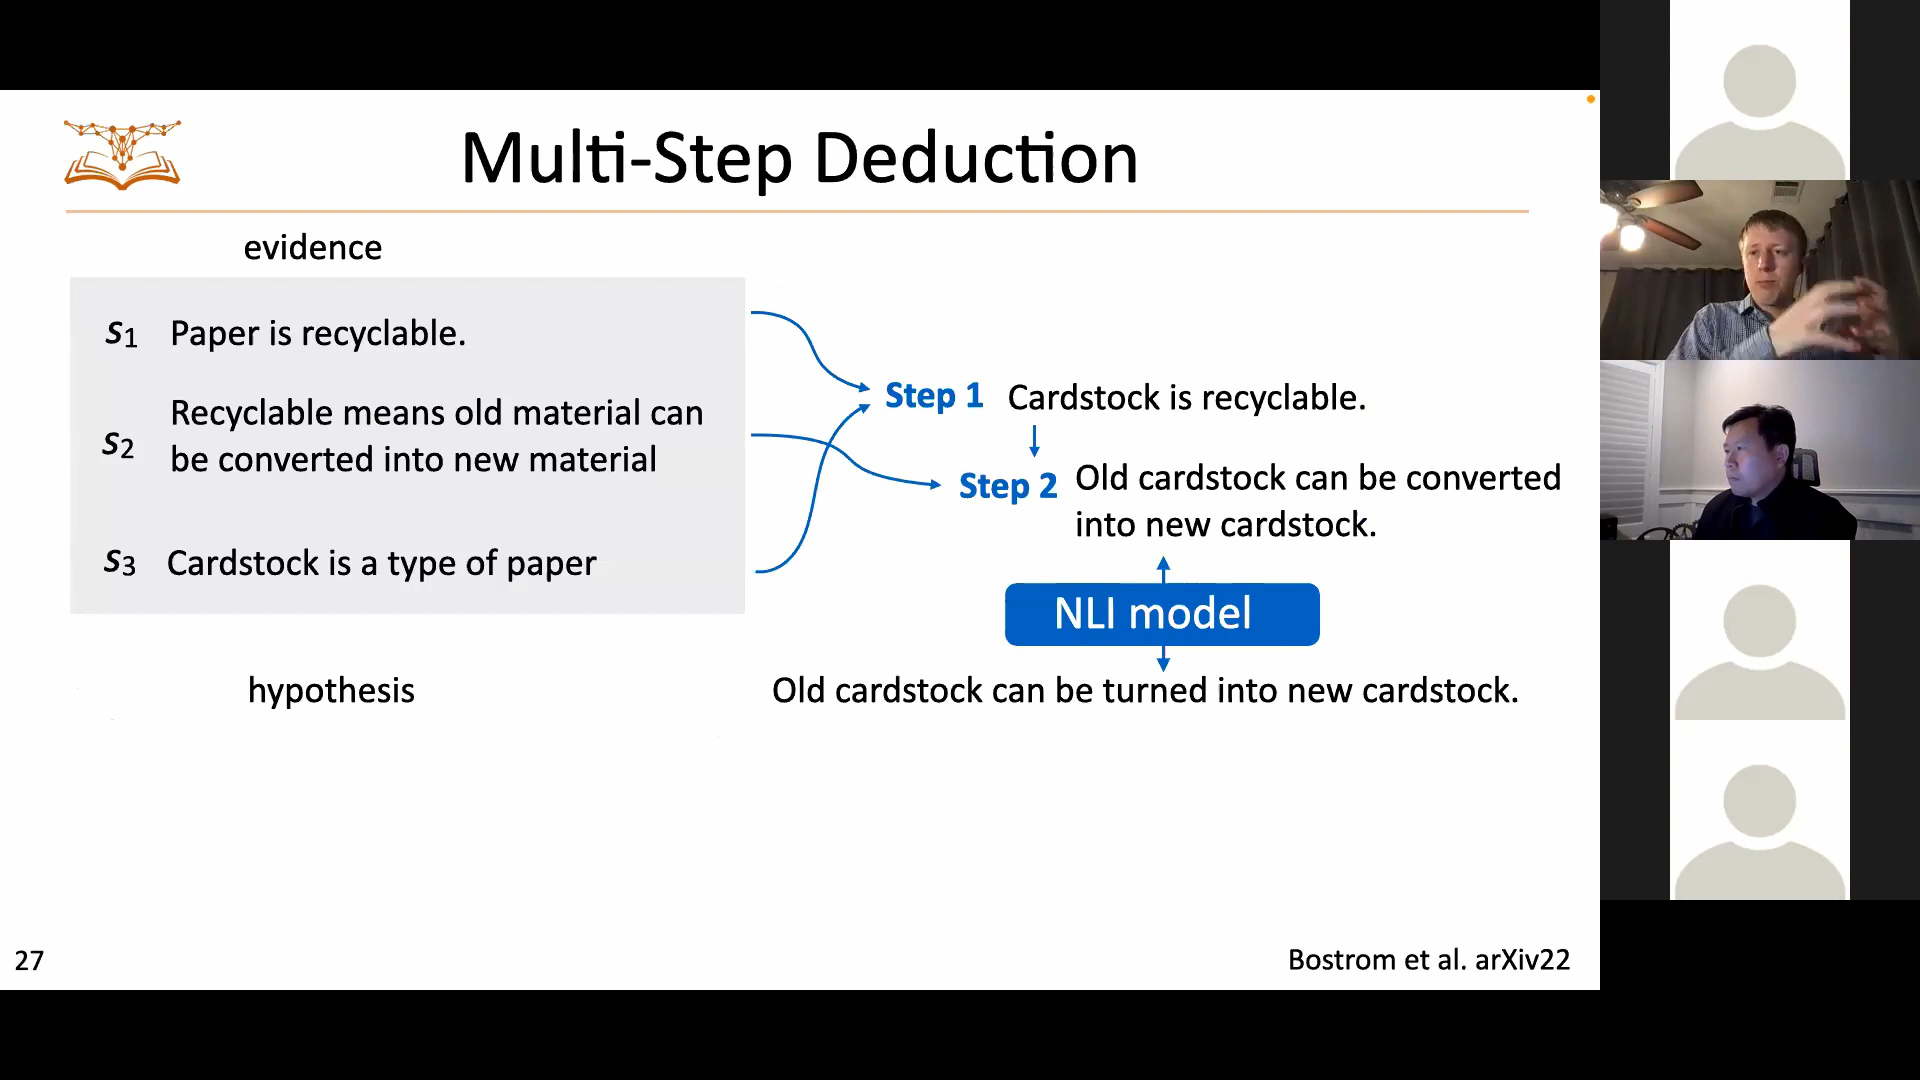 Multi-Step Deduction
evidence
s1 Paper is recyclable.
s2 Recyclable means old material can
be converted into new material
s3 Cardstock is a type of paper
Step 1 Cardstock is recyclable.
Step 2 Old cardstock can be converted
into new cardstock.
NLI model
hypothesis
Old cardstock can be turned into new cardstock.
27
Bostrom et al. arXiv22